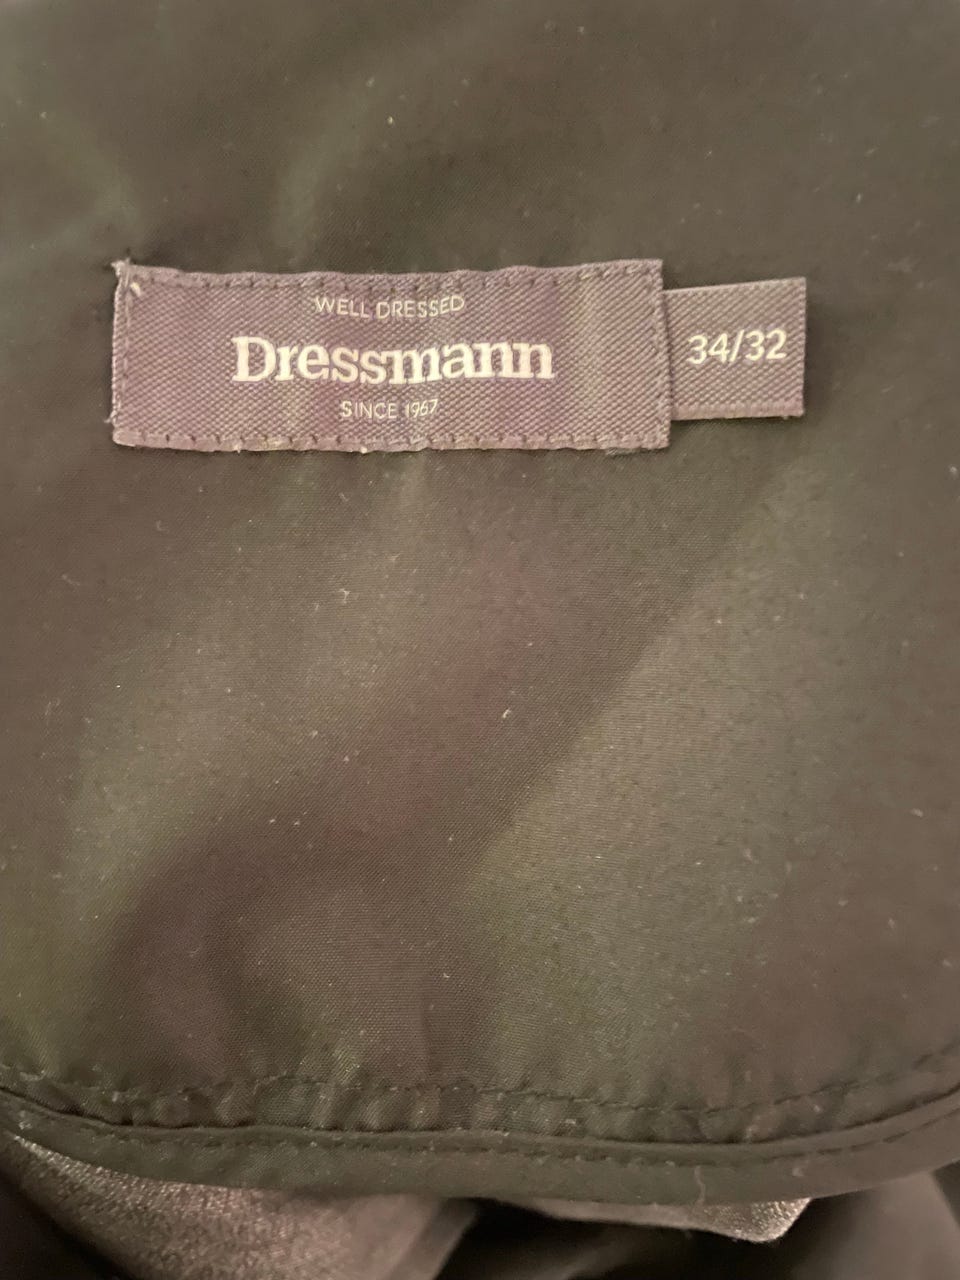 WELL DRESSED
Dressmann
SINCE 1967
34/32